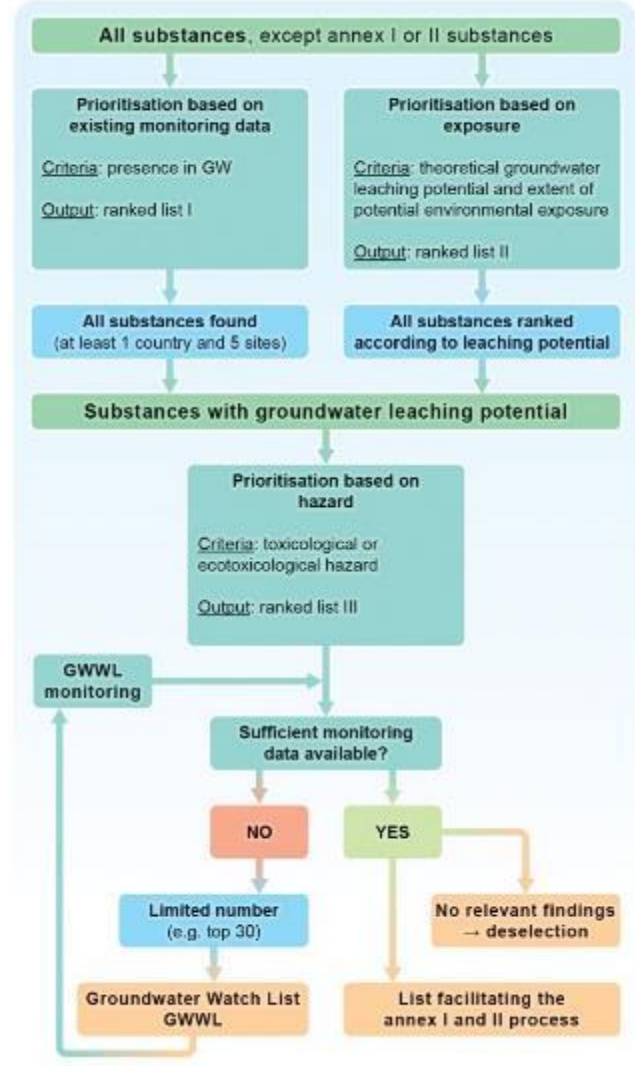 All substances, except annex I or II substances
Prioritisation based on
existing monitoring data
Criteria: presence in GW
Output: ranked list I
Prioritisation based on
exposure
Criteria: theoretical groundwater
leaching potential and extent of
potential environmental exposure
Output: ranked list II
All substances found
(at least 1 country and 5 sites)
All substances ranked
according to leaching potential
Substances with groundwater leaching potential
Prioritisation based on
hazard
Criteria: toxicological or
ecotoxicological hazard
Output: ranked list III
GWWL
monitoring
Sufficient monitoring
data available?
NO
YES
Limited number
(e.g. top 30)
No relevant findings
→ deselection
Groundwater Watch List
GWWL
List facilitating the
annex I and II process